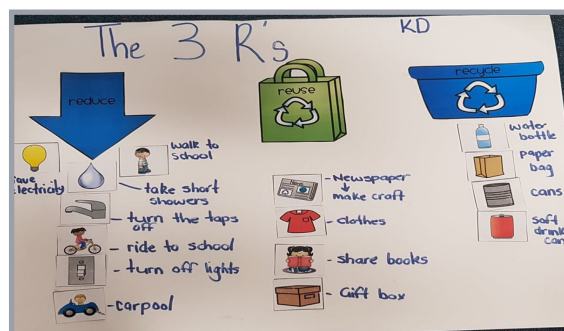 The 3 R's
KD
reduce
walk to
school
save
electricity
take short
showers
turn the taps
off
ride to school
turn off lights
carpool
reuse
Newspaper
make craft
clothes
share books
Gift box
recycle
water
bottle
paper
bag
cans
soft
drink
can